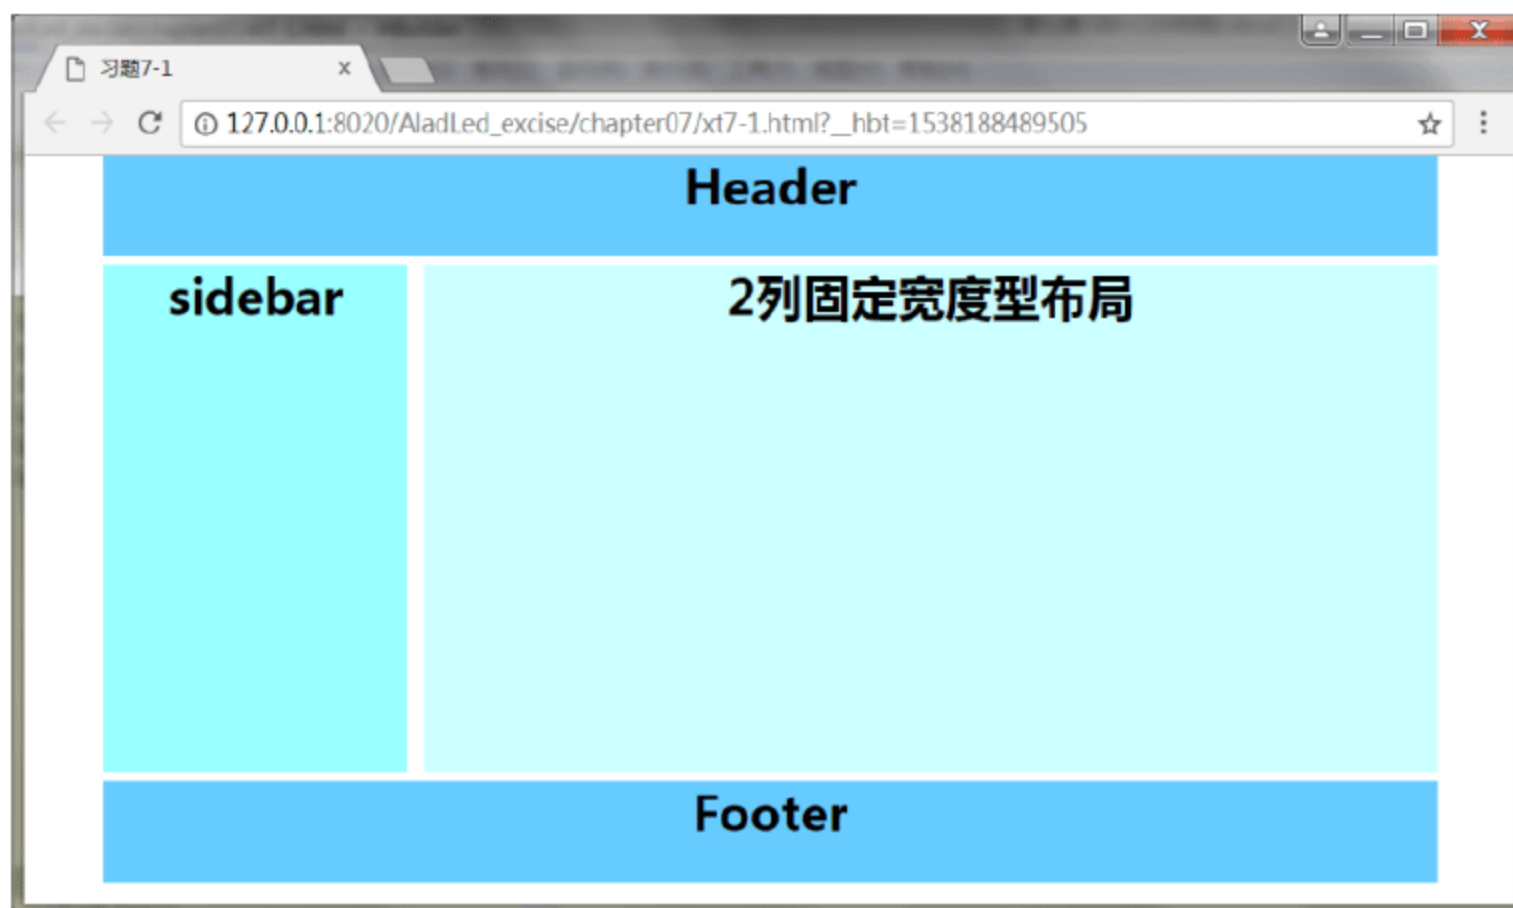 习题7-1
127.0.0.1:8020/AladLed_excise/chapter07/xt7-1.html?__hbt=1538188489505
Header
sidebar
2列固定宽度型布局
Footer